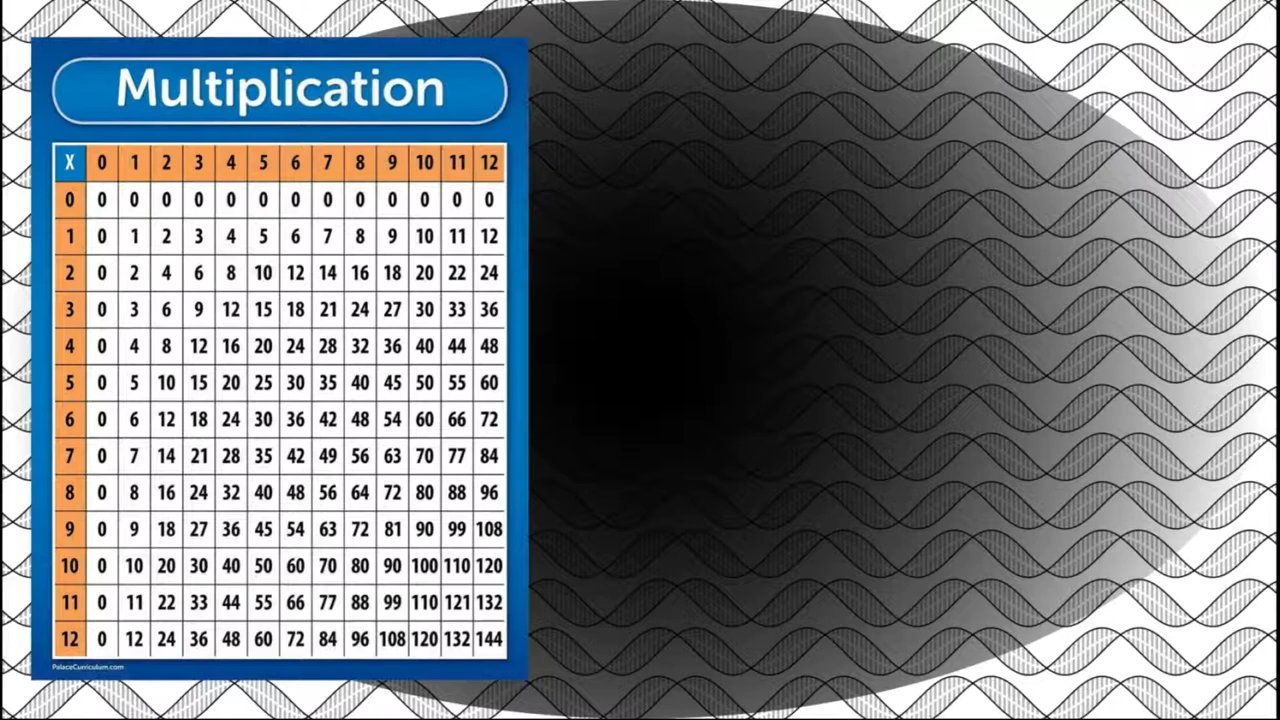 Multiplication
X 0 1 2 3 4 5 6 7 8 9 10 11 12
0 0 0 0 0 0 0 0 0 0 0 0 0 0
1 0 1 2 3 4 5 6 7 8 9 10 11 12
2 0 2 4 6 8 10 12 14 16 18 20 22 24
3 0 3 6 9 12 15 18 21 24 27 30 33 36
4 0 4 8 12 16 20 24 28 32 36 40 44 48
5 0 5 10 15 20 25 30 35 40 45 50 55 60
6 0 6 12 18 24 30 36 42 48 54 60 66 72
7 0 7 14 21 28 35 42 49 56 63 70 77 84
8 0 8 16 24 32 40 48 56 64 72 80 88 96
9 0 9 18 27 36 45 54 63 72 81 90 99 108
10 0 10 20 30 40 50 60 70 80 90 100 110 120
11 0 11 22 33 44 55 66 77 88 99 110 121 132
12 0 12 24 36 48 60 72 84 96 108 120 132 144
PalaceCurriculum.com